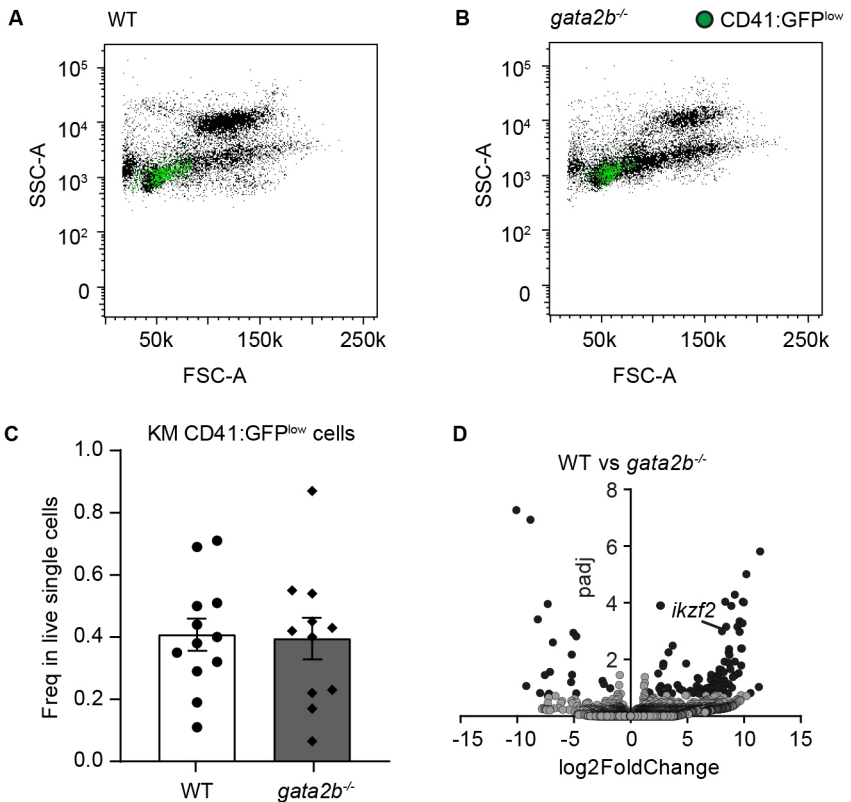 A
WT
SSC-A
10⁵
10⁴
10³
10²
0
50k
150k
250k
FSC-A
B
gata2b-/-
CD41:GFPlow
SSC-A
10⁵
10⁴
10³
10²
0
50k
150k
250k
FSC-A
C
KM CD41:GFPlow cells
Freq in live single cells
1.0
0.8
0.6
0.4
0.2
0.0
WT
gata2b-/-
D
WT vs gata2b-/-
padj
8
6
4
2
ikzf2
-15
-10
-5
0
5
10
15
log2FoldChange